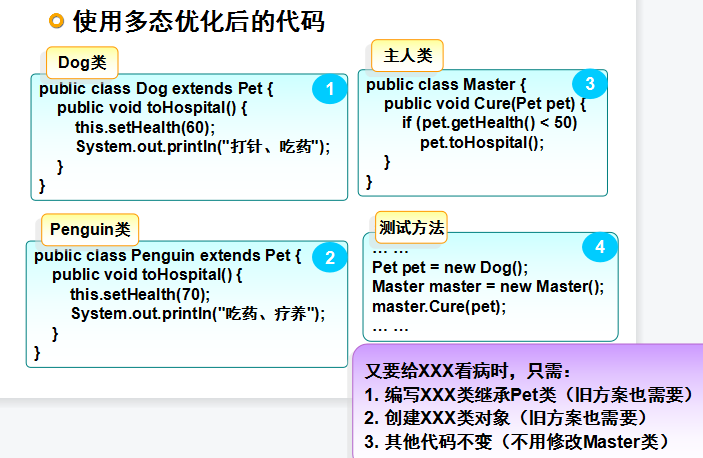 使用多态优化后的代码
Dog类
1
public class Dog extends Pet {
public void toHospital() {
this.setHealth(60);
System.out.println("打针、吃药");
}
}
主人类
3
public class Master {
public void Cure(Pet pet) {
if (pet.getHealth() < 50)
pet.toHospital();
}
}
Penguin类
2
public class Penguin extends Pet {
public void toHospital() {
this.setHealth(70);
System.out.println("吃药、疗养");
}
}
测试方法
4
… …
Pet pet = new Dog();
Master master = new Master();
master.Cure(pet);
… …
又要给XXX看病时，只需：
1. 编写XXX类继承Pet类（旧方案也需要）
2. 创建XXX类对象（旧方案也需要）
3. 其他代码不变（不用修改Master类）